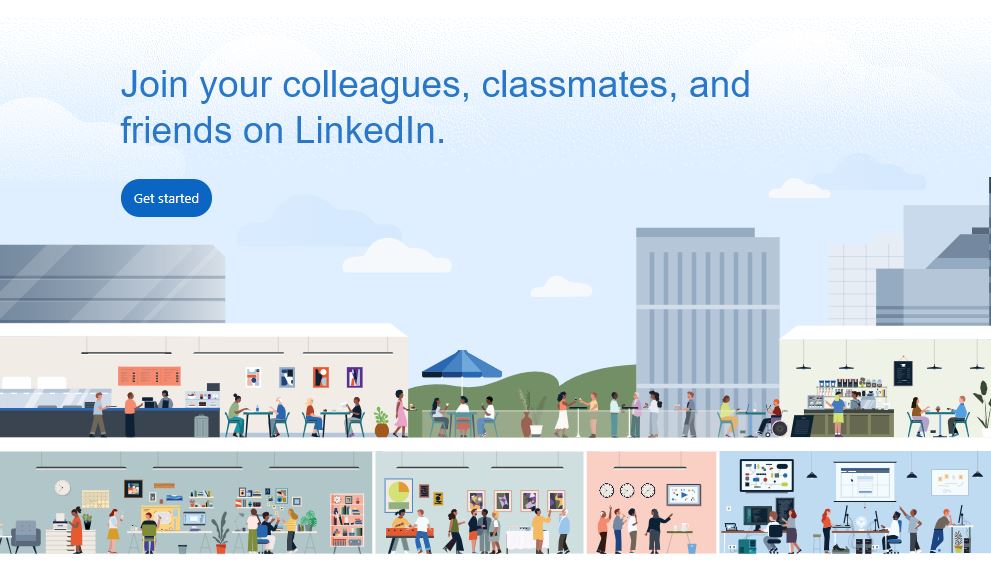 Join your colleagues, classmates, and
friends on LinkedIn.
Get started